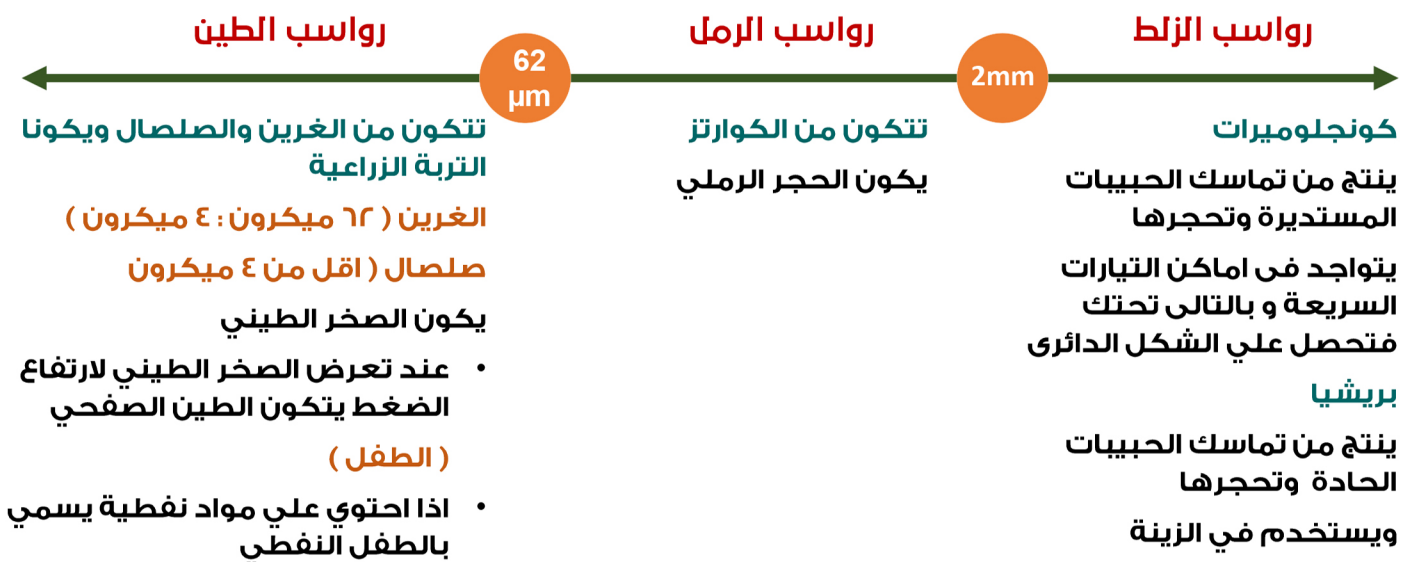 رواسب الزلط
رواسب الرمل
رواسب الطين
2mm
62
µm
كونجلوميرات
ينتج من تماسك الحبيبات
المستديرة وتحجرها
يتواجد فى اماكن التيارات
السريعة و بالتالى تحتك
فتحصل علي الشكل الدائرى
بريشيا
ينتج من تماسك الحبيبات
الحادة وتحجرها
ويستخدم في الزينة
تتكون من الكوارتز
يكون الحجر الرملي
تتكون من الغرين والصلصال ويكونا
التربة الزراعية
الغرين ( ٦٢ ميكرون : ٤ ميكرون )
صلصال ( اقل من ٤ ميكرون
يكون الصخر الطيني
• عند تعرض الصخر الطيني لارتفاع
الضغط يتكون الطين الصفحي
( الطفل )
• اذا احتوي علي مواد نفطية يسمي
بالطفل النفطي